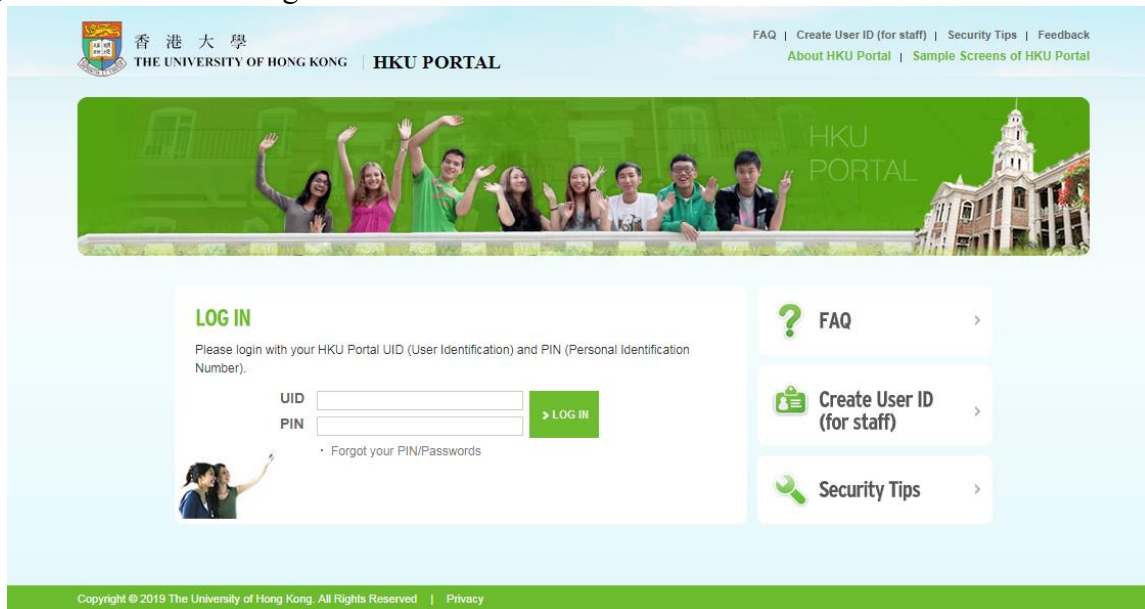 香 港 大 學
THE UNIVERSITY OF HONG KONG | HKU PORTAL
FAQ | Create User ID (for staff) | Security Tips | Feedback
About HKU Portal | Sample Screens of HKU Portal
HKU
PORTAL
LOG IN
Please login with your HKU Portal UID (User Identification) and PIN (Personal Identification
Number).
UID
PIN
LOG IN
Forgot your PIN/Passwords
FAQ
Create User ID
(for staff)
Security Tips
Copyright © 2019 The University of Hong Kong. All Rights Reserved | Privacy